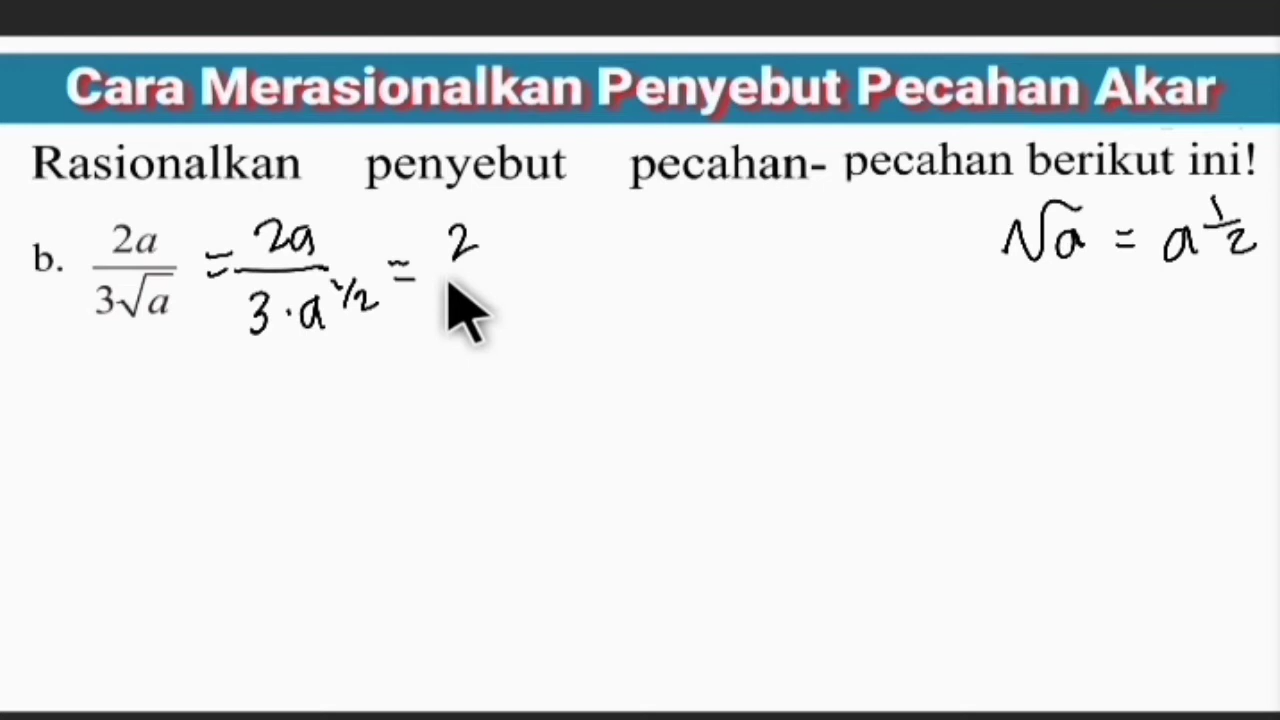 Cara Merasionalkan Penyebut Pecahan Akar
Rasionalkan penyebut pecahan- pecahan berikut ini!
b. 2a/3√a = 2a/3·a^1/2 = 2
√a = a^1/2